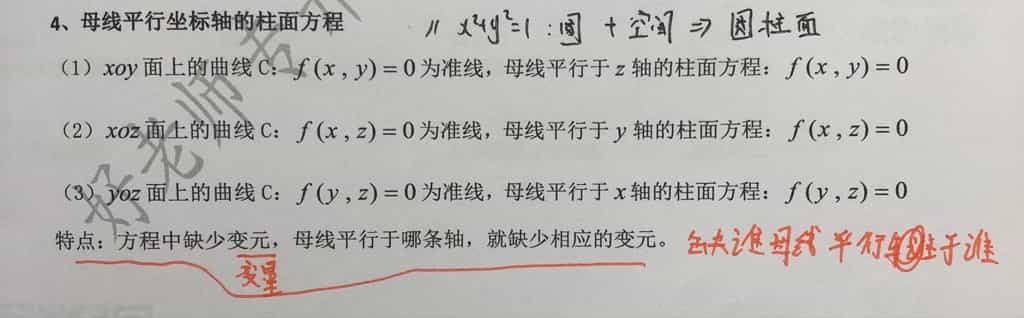 4、母线平行坐标轴的柱面方程 // x²+y²=1:圆 + 空间 ⇒ 圆柱面
(1) xoy 面上的曲线 C: f(x, y) = 0 为准线，母线平行于 z 轴的柱面方程: f(x, y) = 0
(2) xoz 面上的曲线 C: f(x, z) = 0 为准线，母线平行于 y 轴的柱面方程: f(x, z) = 0
(3) yoz 面上的曲线 C: f(y, z) = 0 为准线，母线平行于 x 轴的柱面方程: f(y, z) = 0
特点: 方程中缺少变元，母线平行于哪条轴，就缺少相应的变元。 缺谁母线平行于谁
变量
好老师专